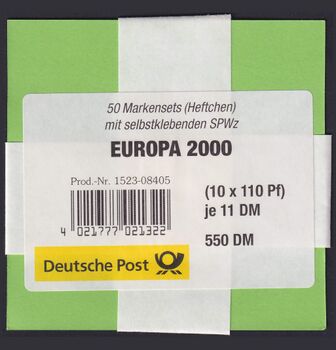 50 Markensets (Heftchen)
mit selbstklebenden SPWz
EUROPA 2000
Prod.-Nr. 1523-08405
(10 x 110 Pf)
je 11 DM
4 021777 021322
550 DM
Deutsche Post